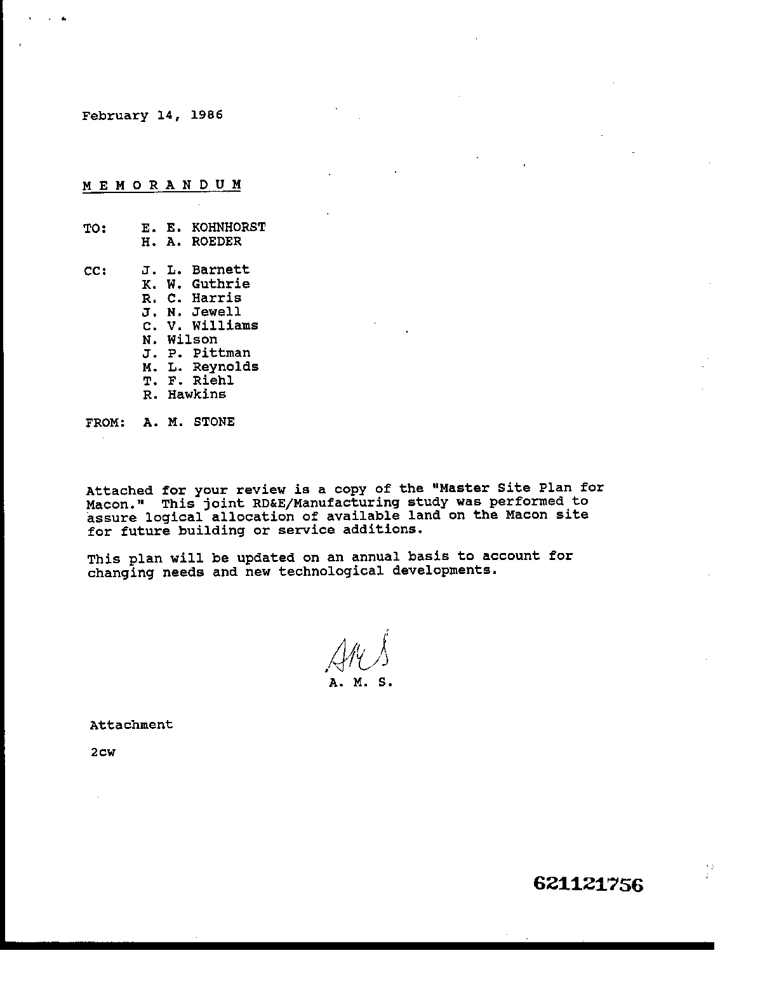 February 14, 1986
M E M O R A N D U M
TO: E. E. KOHNHORST
H. A. ROEDER
CC: J. L. Barnett
K. W. Guthrie
R. C. Harris
J. N. Jewell
C. V. Williams
N. Wilson
J. P. Pittman
M. L. Reynolds
T. F. Riehl
R. Hawkins
FROM: A. M. STONE
Attached for your review is a copy of the "Master Site Plan for
Macon." This joint RD&E/Manufacturing study was performed to
assure logical allocation of available land on the Macon site
for future building or service additions.
This plan will be updated on an annual basis to account for
changing needs and new technological developments.
AMS
A. M. S.
Attachment
2cw
621121756